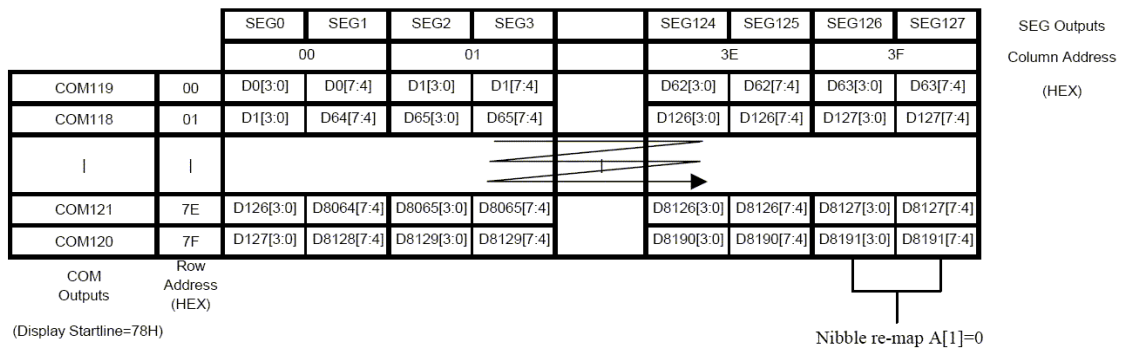 SEG0 SEG1 SEG2 SEG3 SEG124 SEG125 SEG126 SEG127 SEG Outputs
00 01 3E 3F Column Address
(HEX)
COM119 00 D0[3:0] D0[7:4] D1[3:0] D1[7:4] D62[3:0] D62[7:4] D63[3:0] D63[7:4]
COM118 01 D1[3:0] D64[7:4] D65[3:0] D65[7:4] D126[3:0] D126[7:4] D127[3:0] D127[7:4]
| | |
COM121 7E D126[3:0] D8064[7:4] D8065[3:0] D8065[7:4] D8126[3:0] D8126[7:4] D8127[3:0] D8127[7:4]
COM120 7F D127[3:0] D8128[7:4] D8129[3:0] D8129[7:4] D8190[3:0] D8190[7:4] D8191[3:0] D8191[7:4]
COM
Outputs
Row
Address
(HEX)
(Display Startline=78H)
Nibble re-map A[1]=0